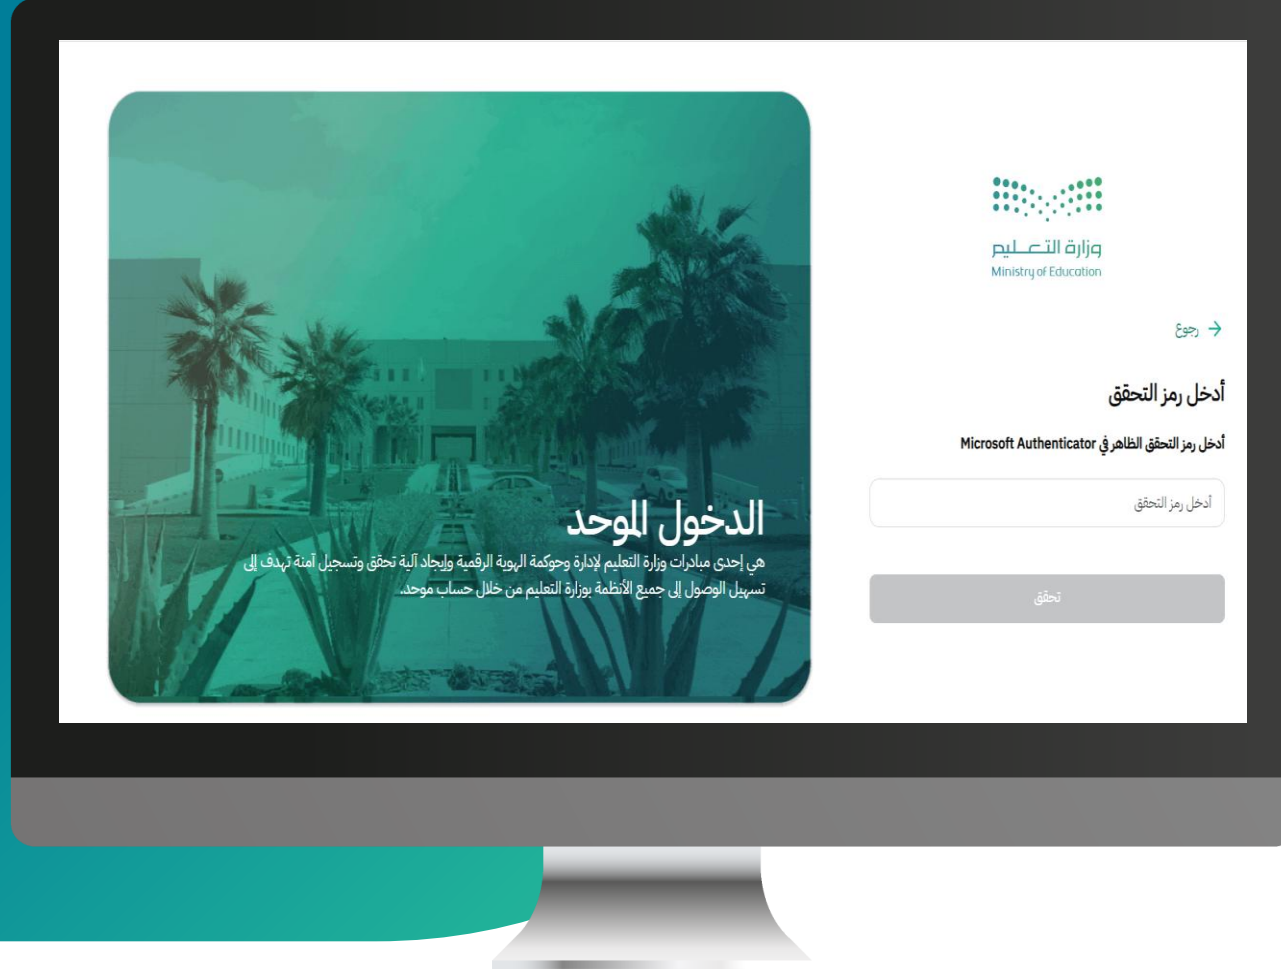 وزارة التعليم
Ministry of Education
رجوع
أدخل رمز التحقق
أدخل رمز التحقق الظاهر في Microsoft Authenticator
أدخل رمز التحقق
تحقق
الدخول الموحد
هي إحدى مبادرات وزارة التعليم لإدارة وحوكمة الهوية الرقمية وإيجاد آلية تحقق وتسجيل آمنة تهدف إلى
تسهيل الوصول إلى جميع الأنظمة بوزارة التعليم من خلال حساب موحد.